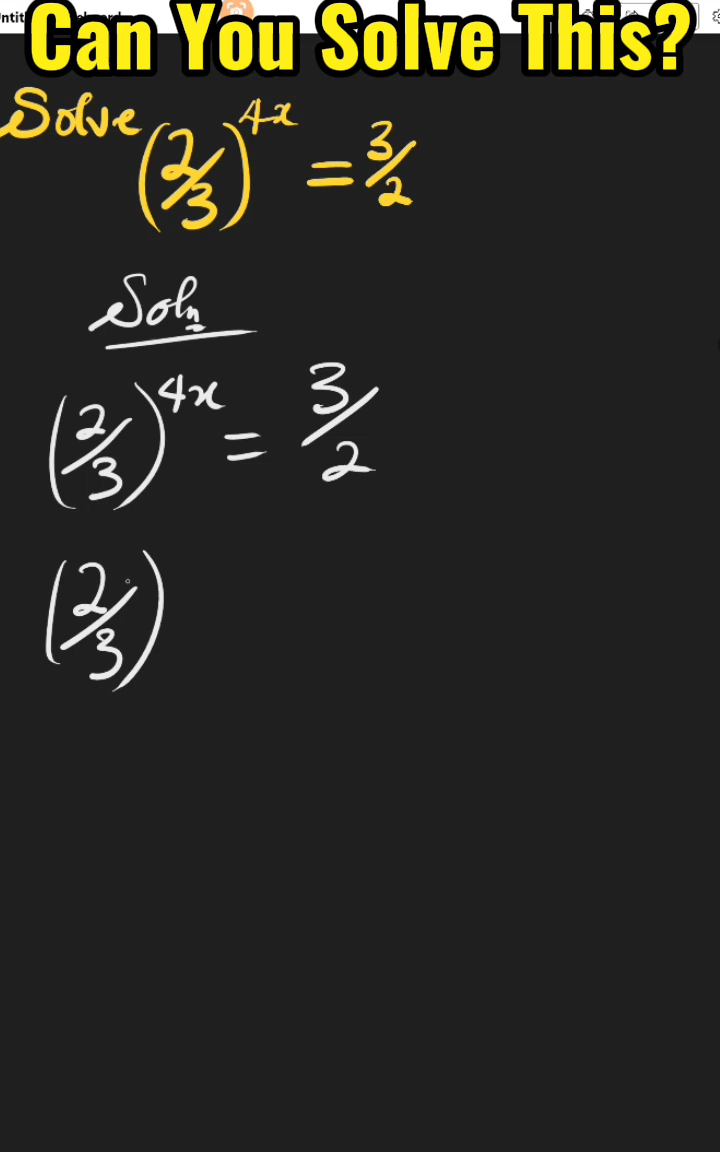 Can You Solve This?
Solve (2/3)^4x = 3/2
Soln
(2/3)^4x = 3/2
(2/3)